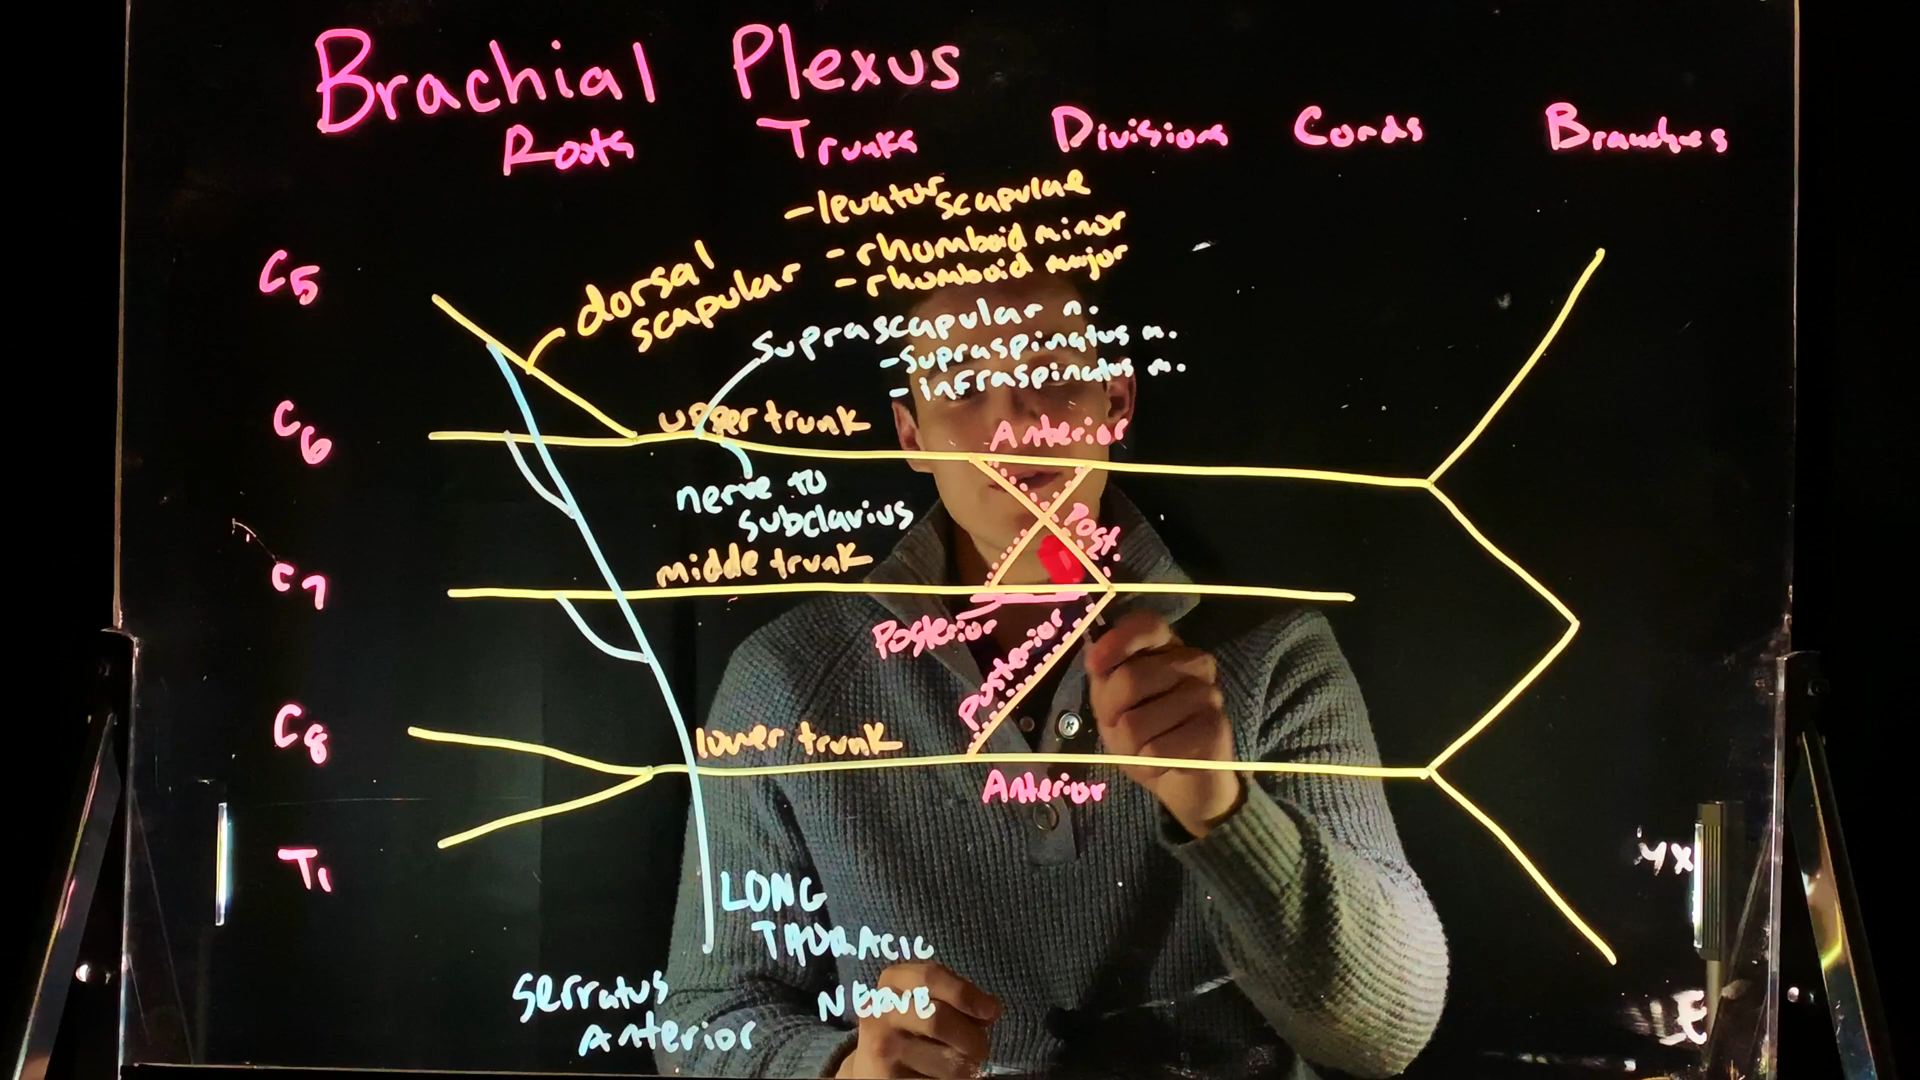 Brachial Plexus
Roots Trunks Divisions Cords Branches
- levator scapulae
- rhomboid minor
- rhomboid major
dorsal
scapular
C5
suprascapular n.
- supraspinatus m.
- infraspinatus m.
C6
upper trunk
Anterior
nerve to
subclavius
Post.
C7
middle trunk
Posterior
Posterior
C8
lower trunk
Anterior
T1
LONG
THORACIC
NERVE
serratus
Anterior